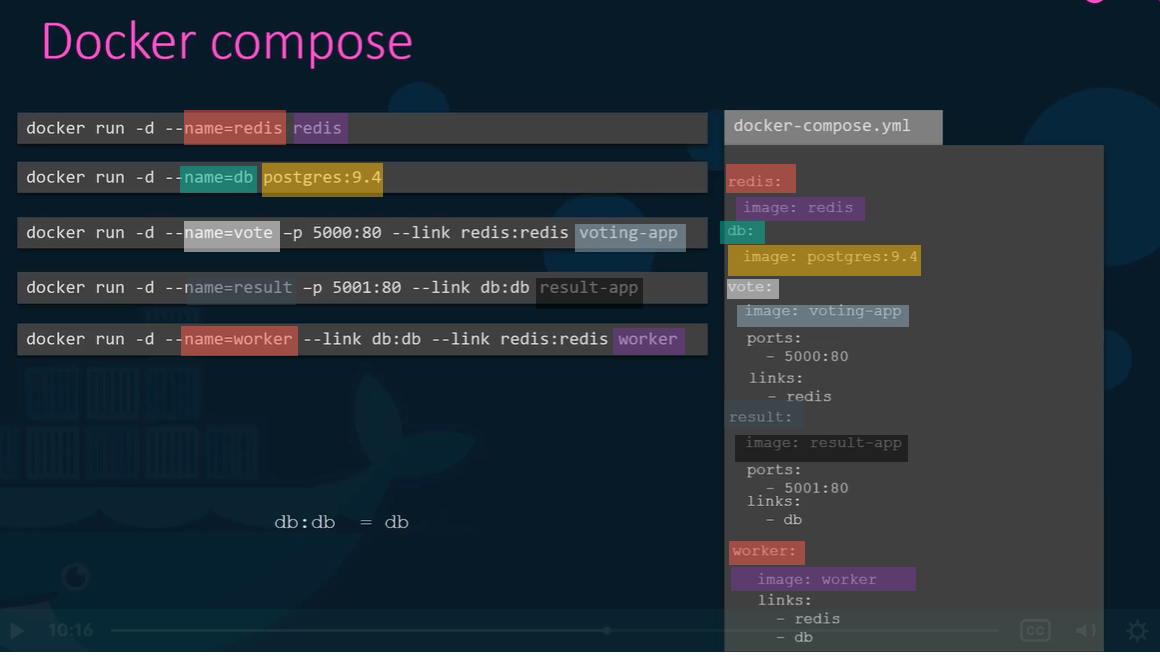 Docker compose
docker run -d --name=redis redis
docker run -d --name=db postgres:9.4
docker run -d --name=vote –p 5000:80 --link redis:redis voting-app
docker run -d --name=result –p 5001:80 --link db:db result-app
docker run -d --name=worker --link db:db --link redis:redis worker
db:db = db
docker-compose.yml
redis:
image: redis
db:
image: postgres:9.4
vote:
image: voting-app
ports:
- 5000:80
links:
- redis
result:
image: result-app
ports:
- 5001:80
links:
- db
worker:
image: worker
links:
- redis
- db
10:16
CC